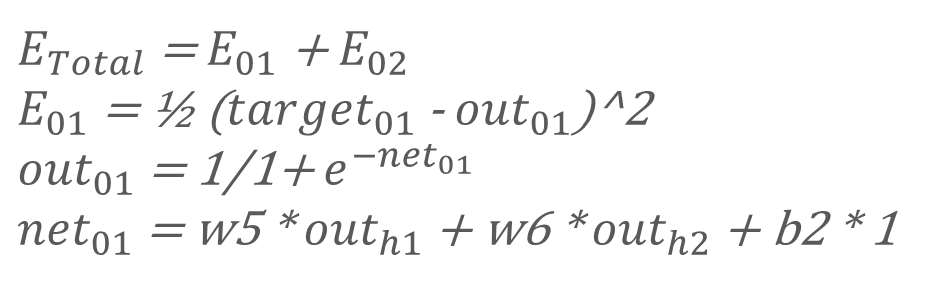 E_Total = E_01 + E_02
E_01 = ½ (target_01 - out_01)^2
out_01 = 1/1+e^−net_01
net_01 = w5 * out_h1 + w6 * out_h2 + b2 * 1